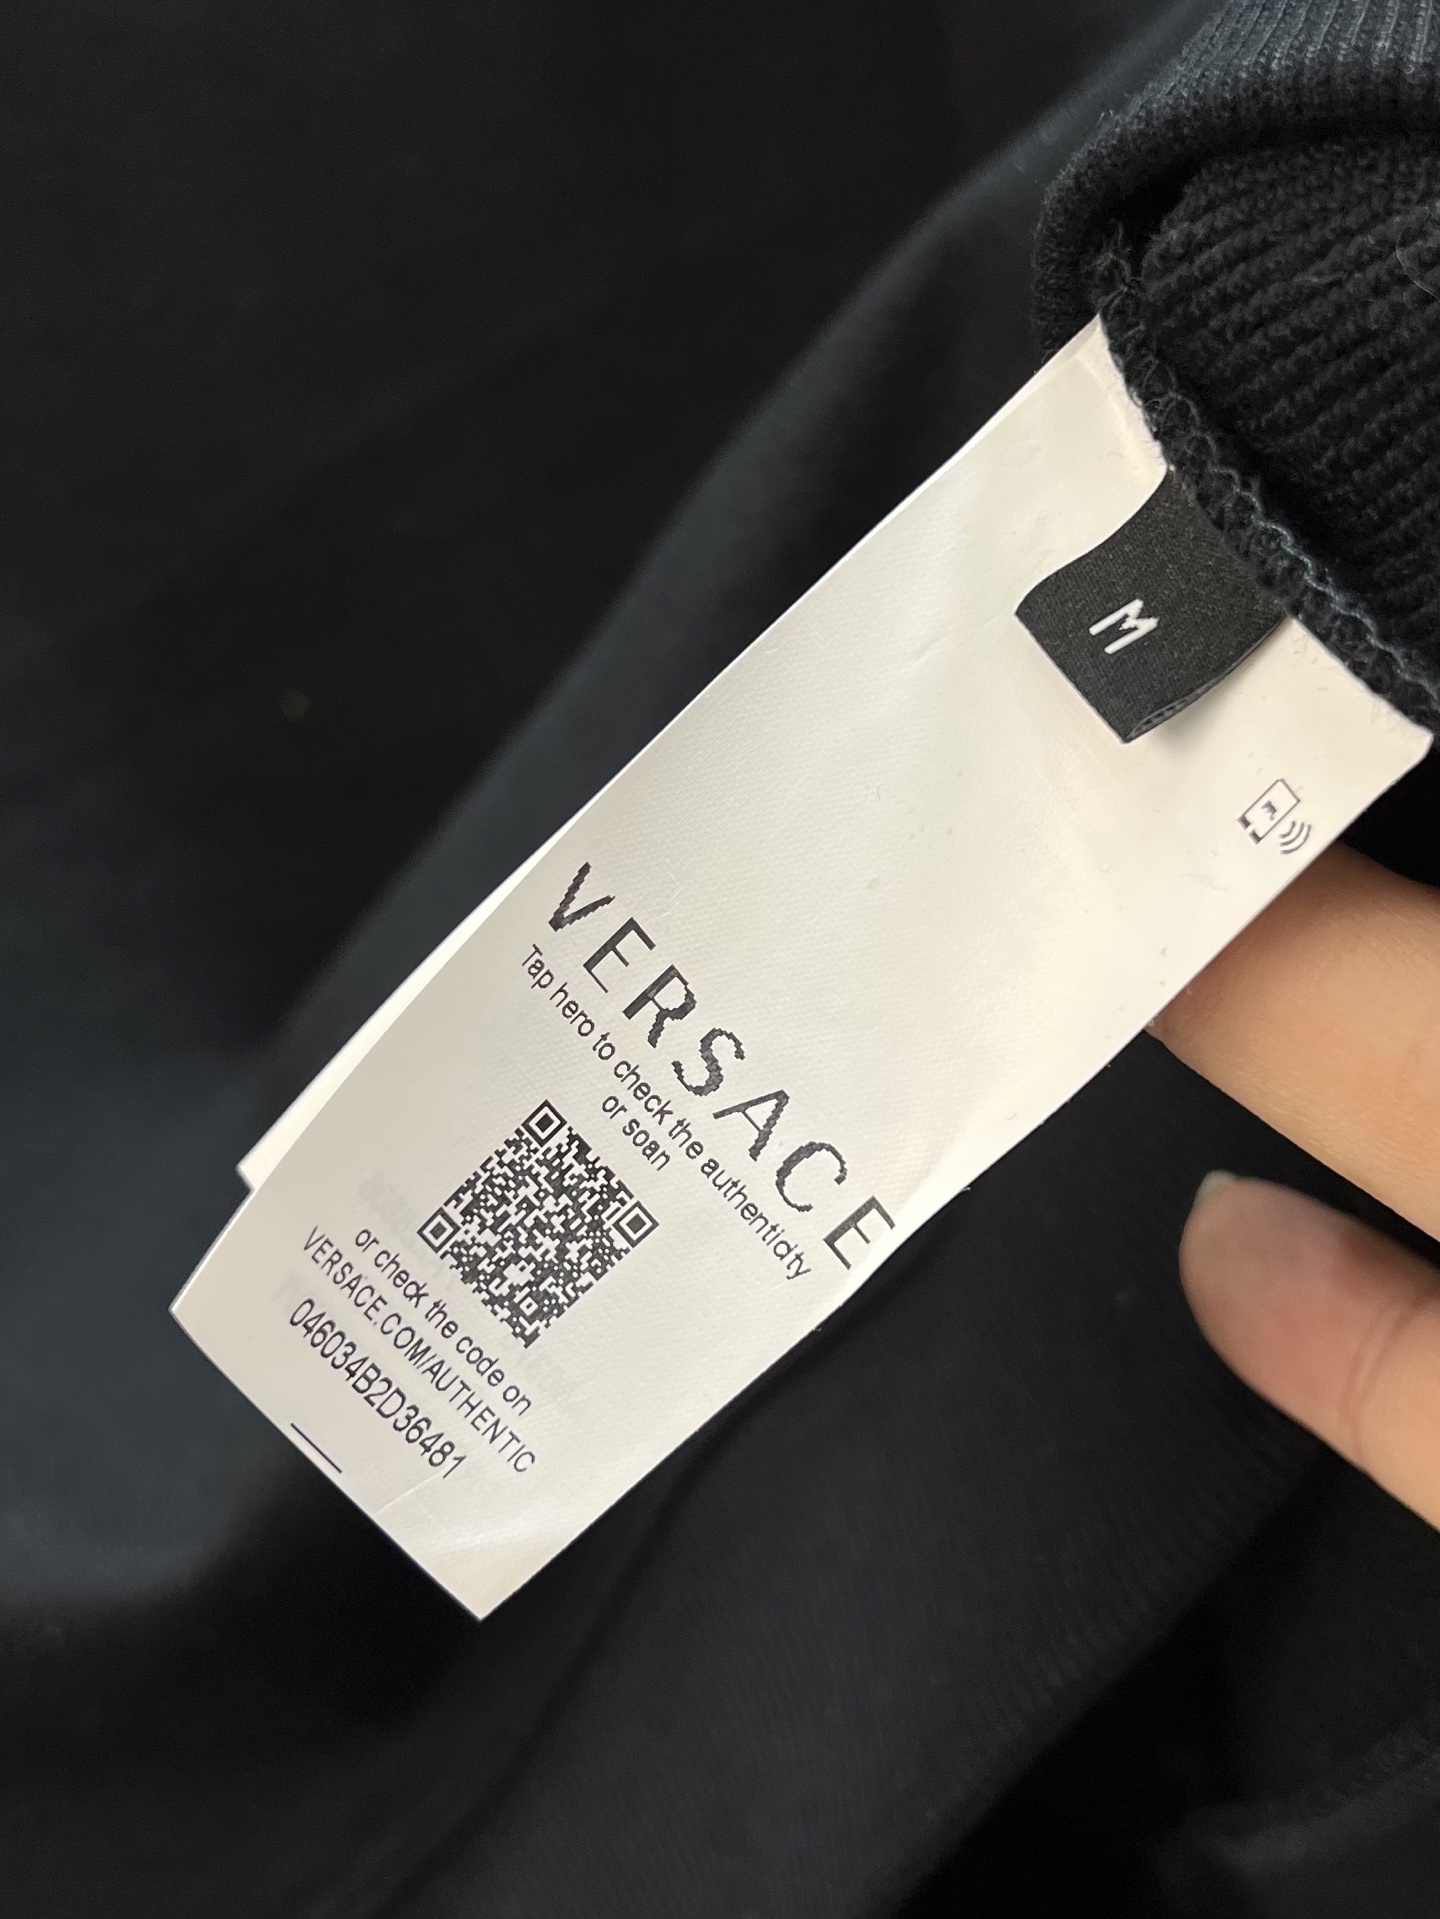 M
VERSACE
Tap hero to check the authenticity
or soan
or check the code on
VERSACE.COM/AUTHENTIC
046034B2D36481